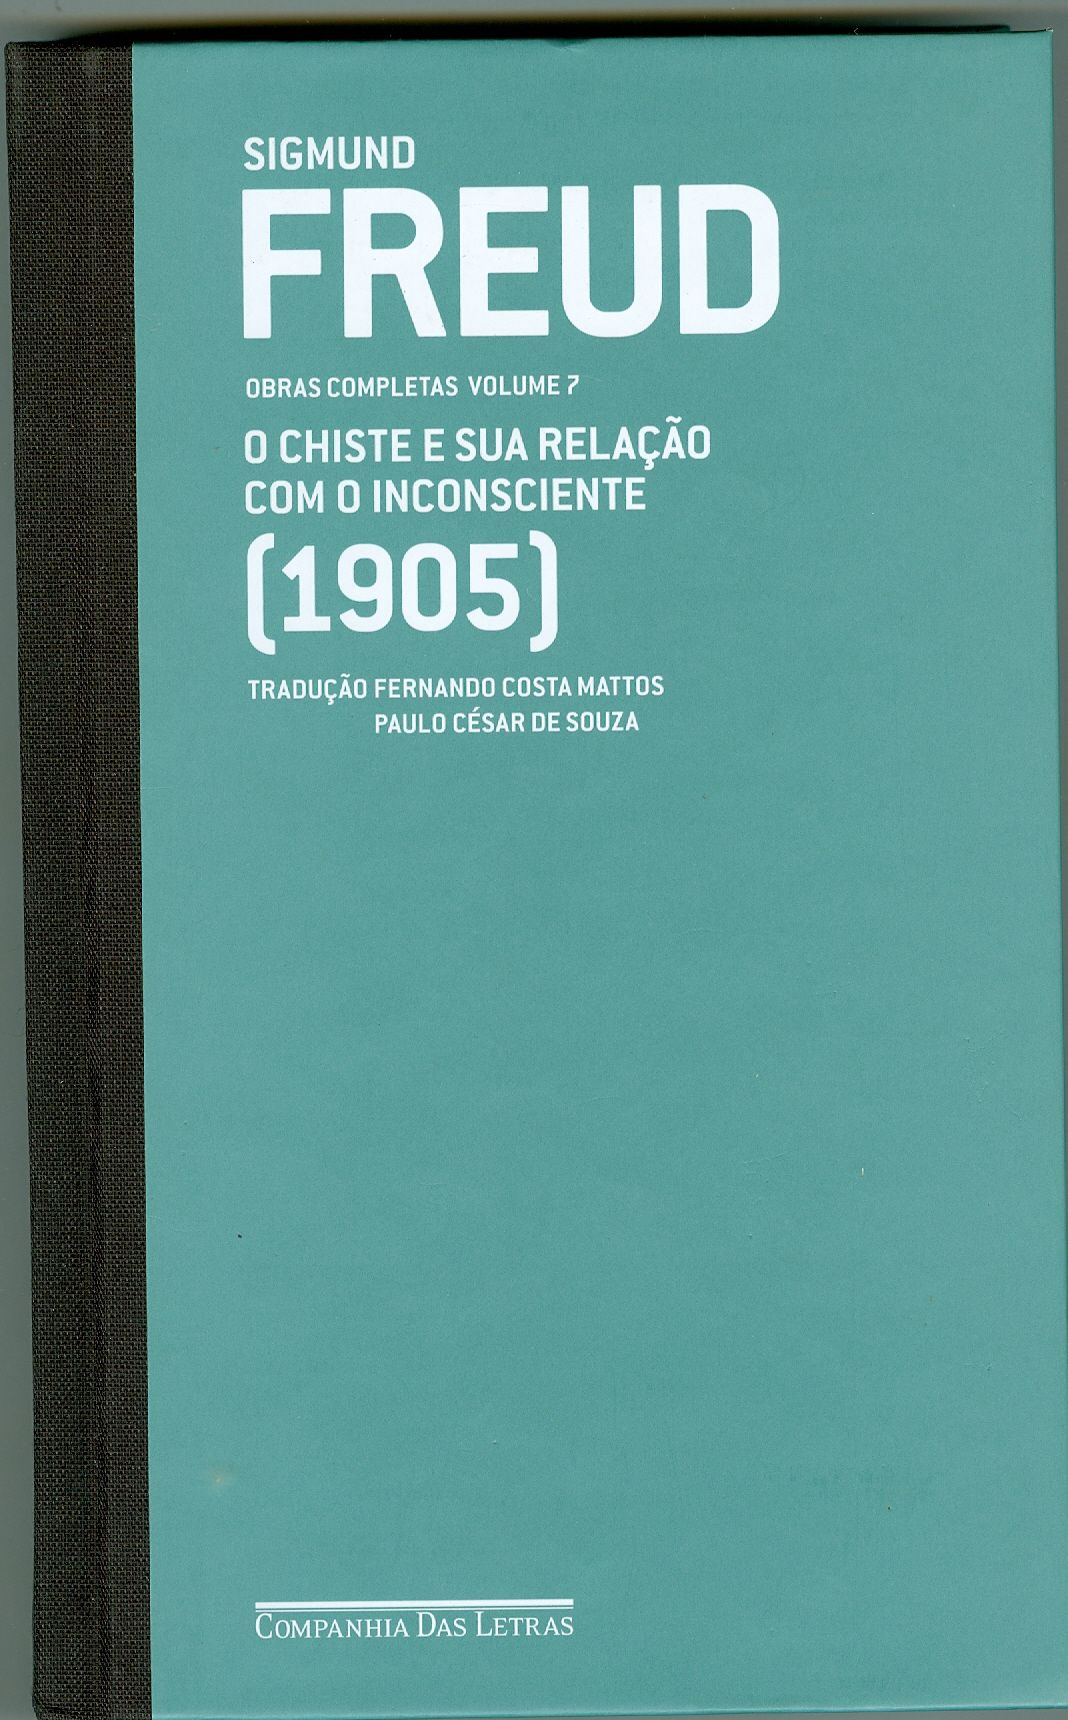 SIGMUND
FREUD
OBRAS COMPLETAS VOLUME 7
O CHISTE E SUA RELAÇÃO
COM O INCONSCIENTE
(1905)
TRADUÇÃO FERNANDO COSTA MATTOS
PAULO CÉSAR DE SOUZA
COMPANHIA DAS LETRAS